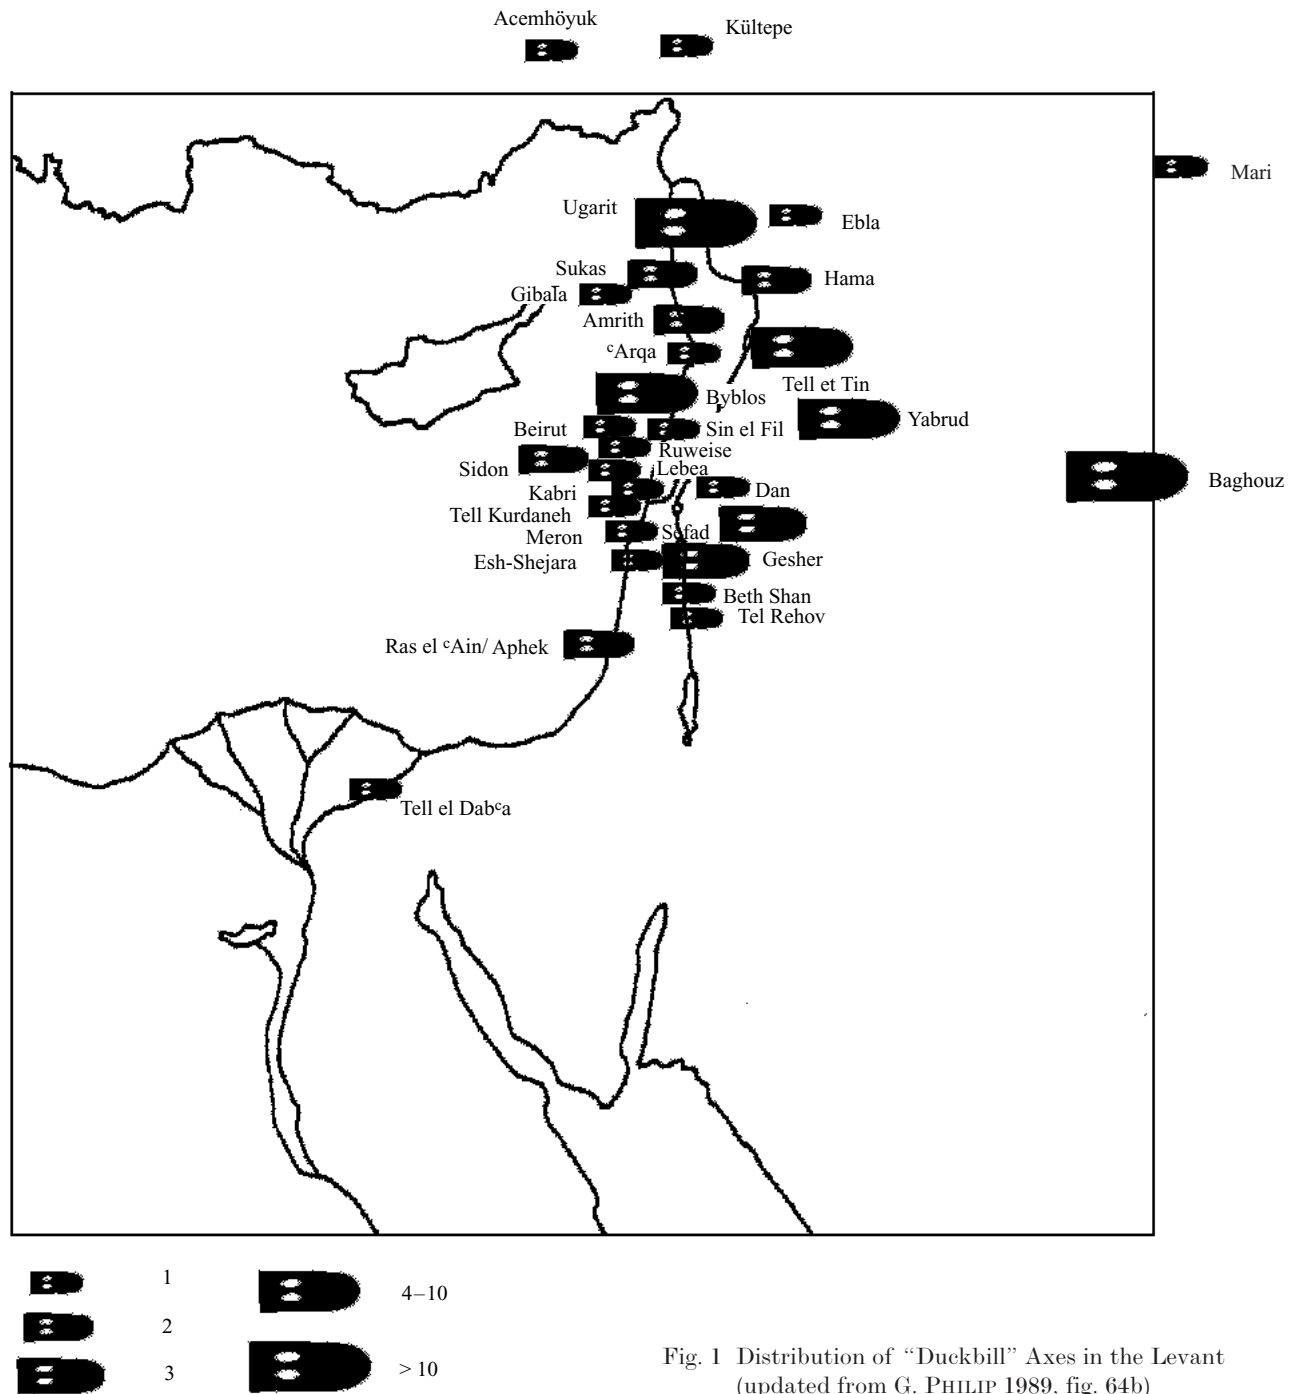 Acemhöyuk
Kültepe
Mari
Ugarit
Ebla
Sukas
Hama
Gibala
Amrith
ᶜArqa
Tell et Tin
Byblos
Yabrud
Beirut
Sin el Fil
Ruweise
Sidon
Lebea
Baghouz
Kabri
Dan
Tell Kurdaneh
Meron
Sefad
Esh-Shejara
Gesher
Beth Shan
Tel Rehov
Ras el ᶜAin/ Aphek
Tell el Dabᶜa
1
4–10
2
3
> 10
Fig. 1 Distribution of “Duckbill” Axes in the Levant
(updated from G. PHILIP 1989, fig. 64b)